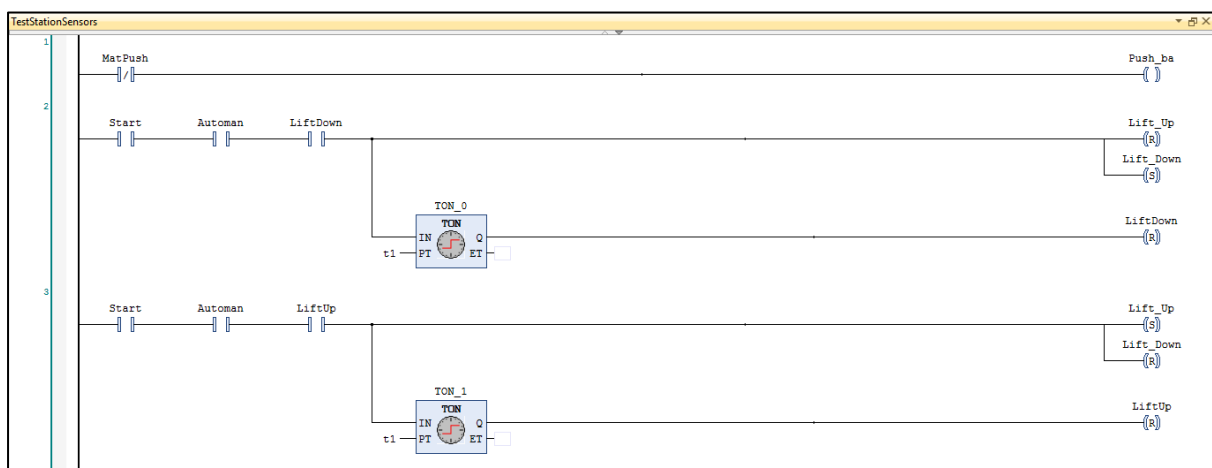 TestStationSensors
1
MatPush Push_ba
/ ( )
2
Start Automan LiftDown Lift_Up
(R)
Lift_Down
(S)
TON_0
TON
LiftDown
IN Q (R)
t1 PT ET
3
Start Automan LiftUp Lift_Up
(S)
Lift_Down
(R)
TON_1
TON
LiftUp
IN Q (R)
t1 PT ET